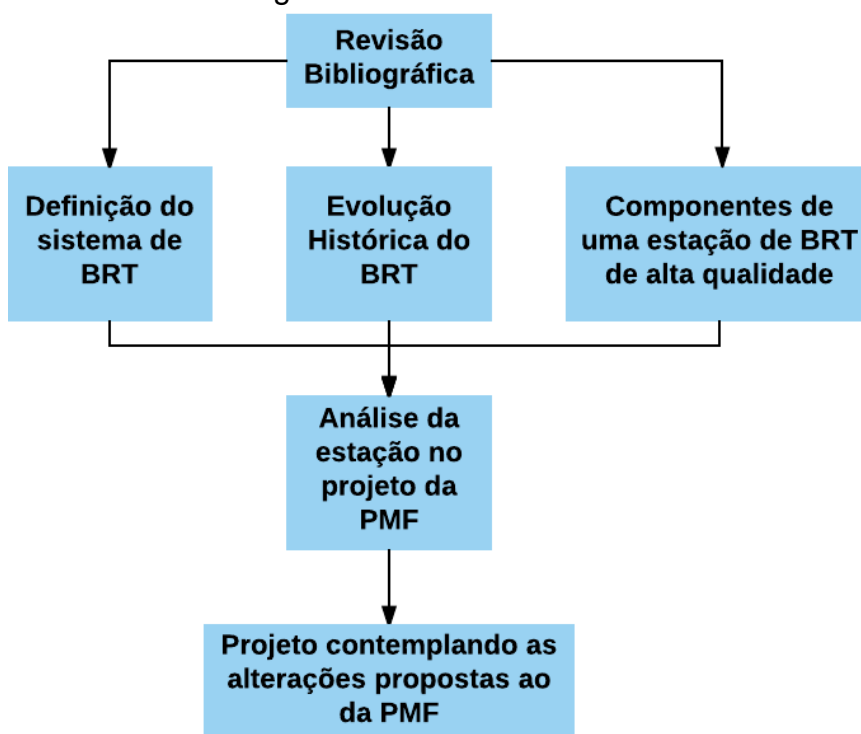 Revisão
Bibliográfica
Definição do
sistema de
BRT
Evolução
Histórica do
BRT
Componentes de
uma estação de BRT
de alta qualidade
Análise da
estação no
projeto da
PMF
Projeto contemplando as
alterações propostas ao
da PMF